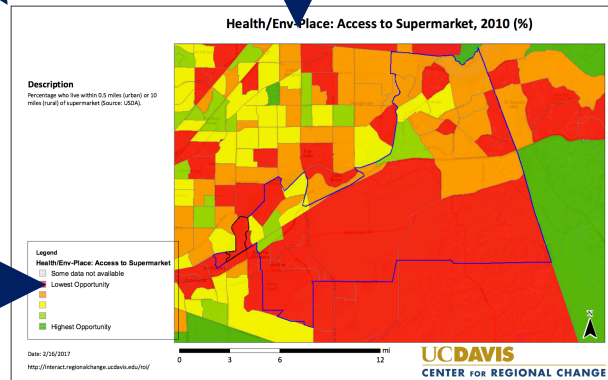 Health/Env-Place: Access to Supermarket, 2010 (%)
Description
Percentage who live within 0.5 miles (urban) or 10
miles (rural) of supermarket (Source: USDA).
Legend
Health/Env-Place: Access to Supermarket
Some data not available
Lowest Opportunity
Highest Opportunity
Date: 2/16/2017
http://interact.regionalchange.ucdavis.edu/roi/
0 3 6 12 mi
N
UCDAVIS
CENTER FOR REGIONAL CHANGE